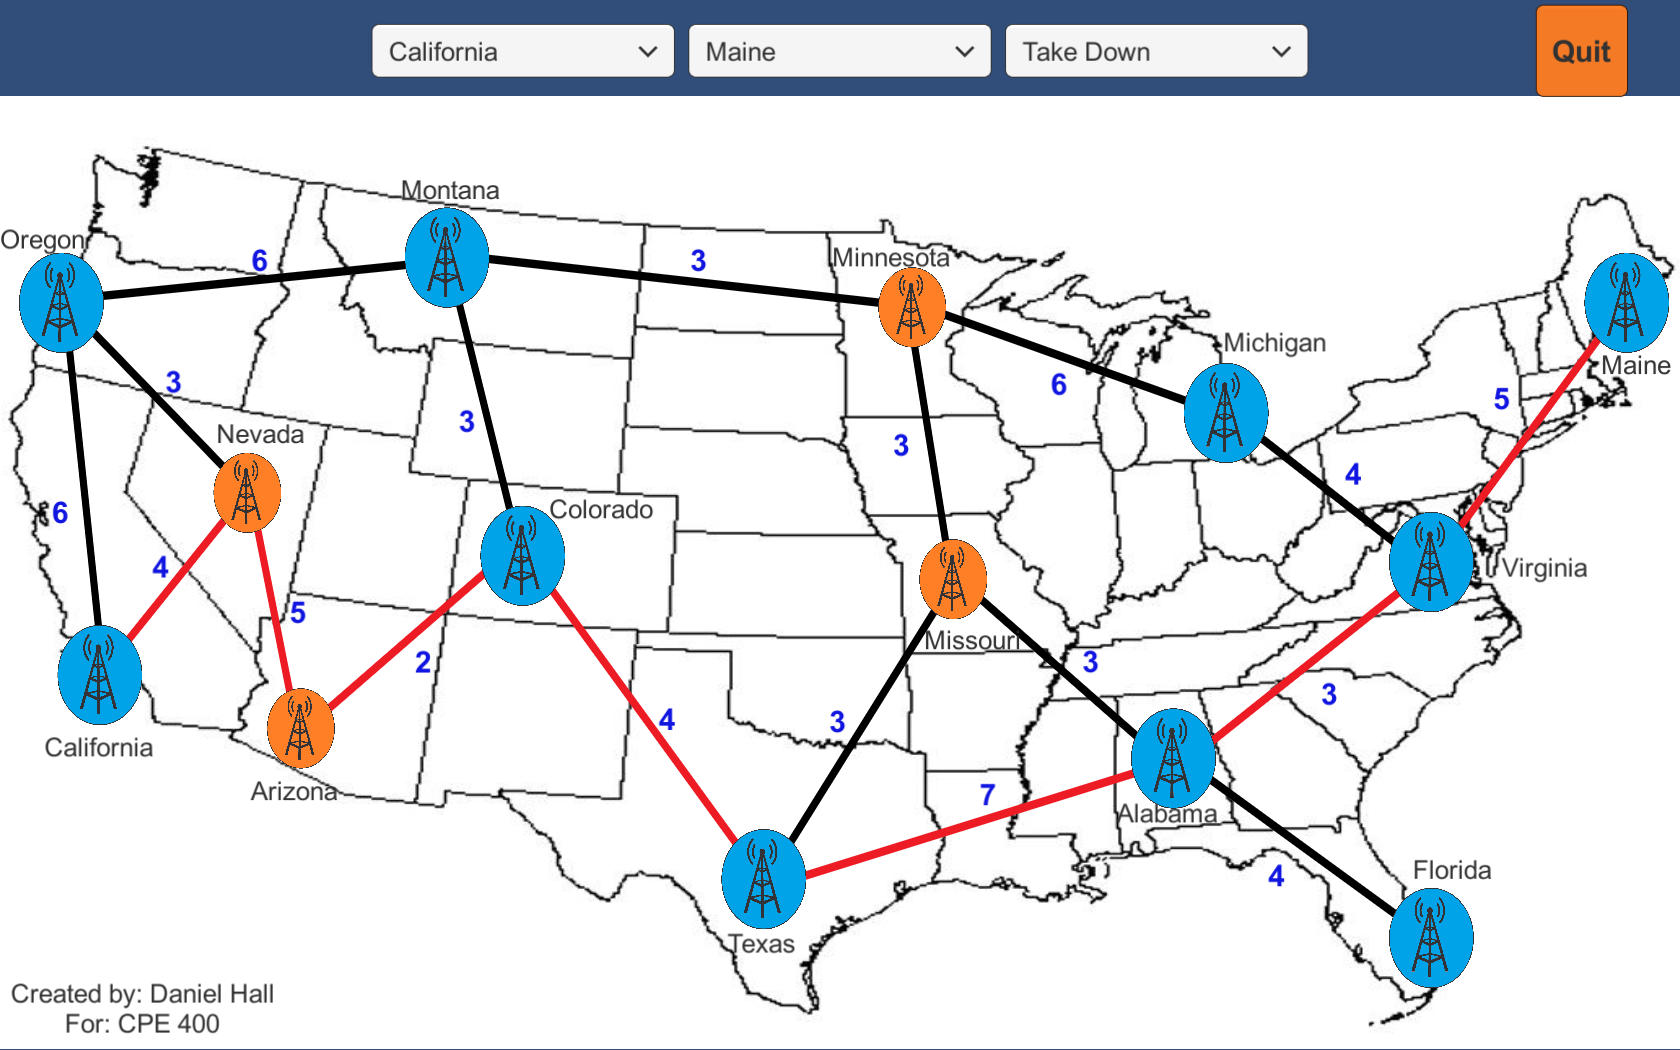 California
Maine
Take Down
Quit
Montana
Oregon
6
3
Minnesota
Michigan
Maine
3
3
6
5
Nevada
3
4
Colorado
6
4
Virginia
5
Missouri
2
3
3
4
3
California
Arizona
7
Alabama
Florida
4
Texas
Created by: Daniel Hall
For: CPE 400